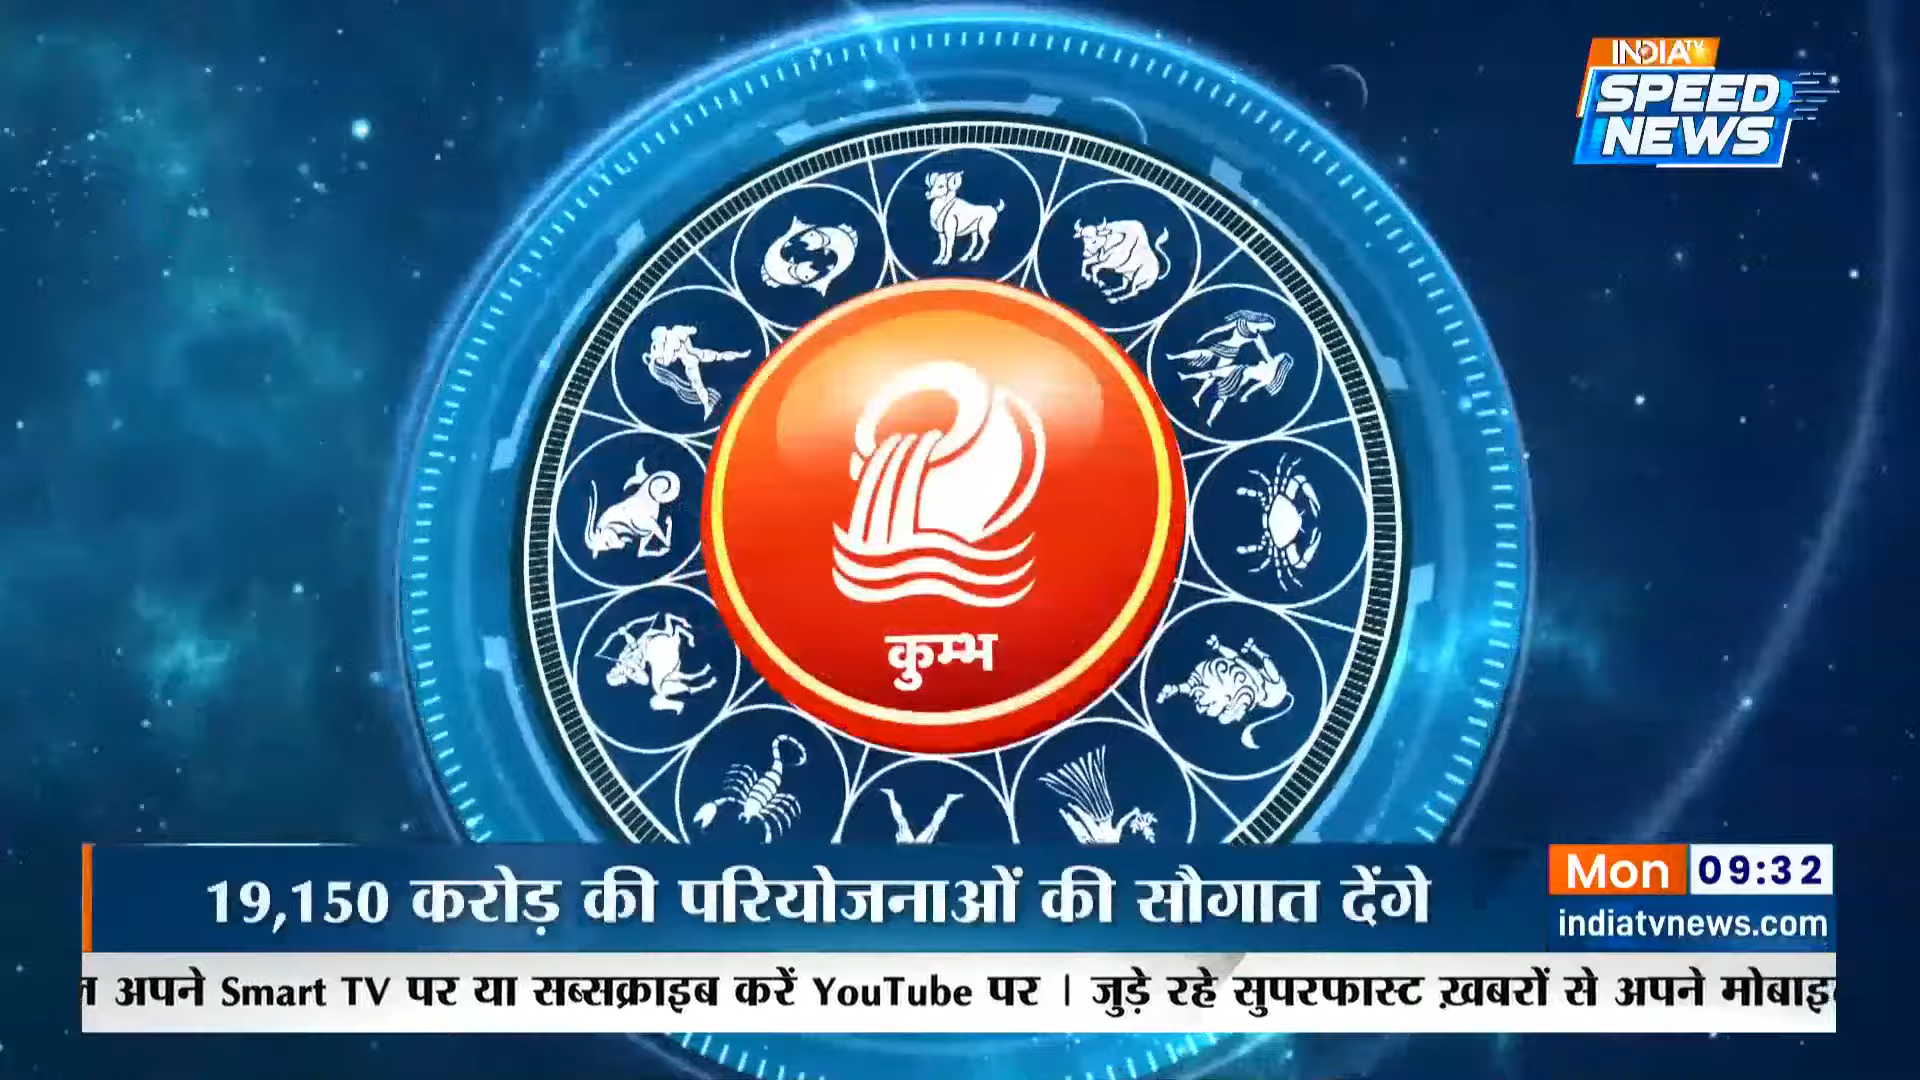 INDIA TV
SPEED
NEWS
कुम्भ
19,150 करोड़ की परियोजनाओं की सौगात देंगे
Mon 09:32
indiatvnews.com
अपने Smart TV पर या सब्सक्राइब करें YouTube पर | जुड़े रहे सुपरफास्ट ख़बरों से अपने